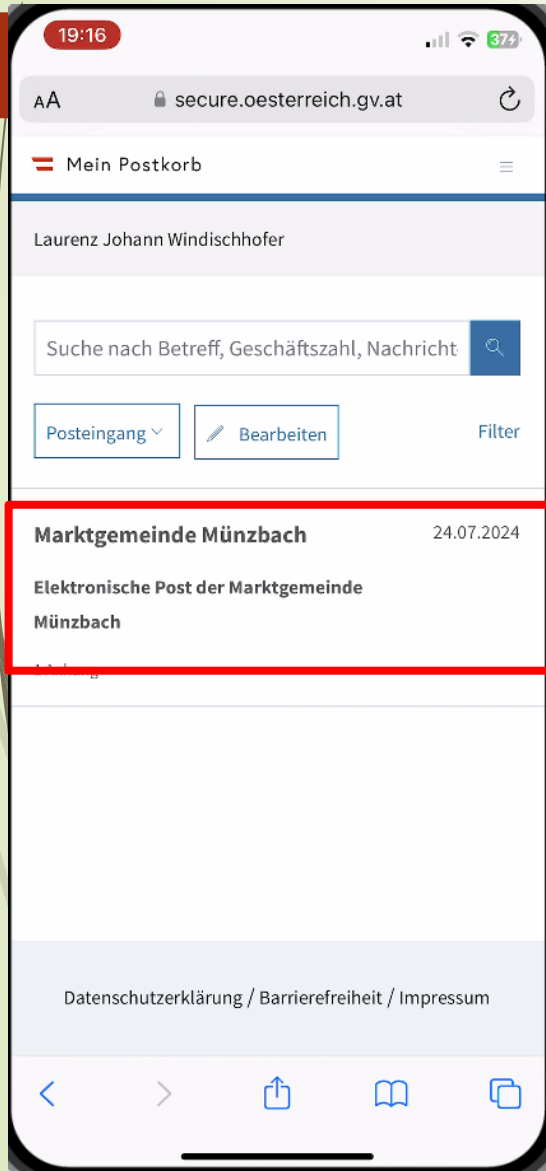 19:16
37
AA secure.oesterreich.gv.at
Mein Postkorb
Laurenz Johann Windischhofer
Suche nach Betreff, Geschäftszahl, Nachricht
Posteingang Bearbeiten Filter
Marktgemeinde Münzbach 24.07.2024
Elektronische Post der Marktgemeinde
Münzbach
Datenschutzerklärung / Barrierefreiheit / Impressum